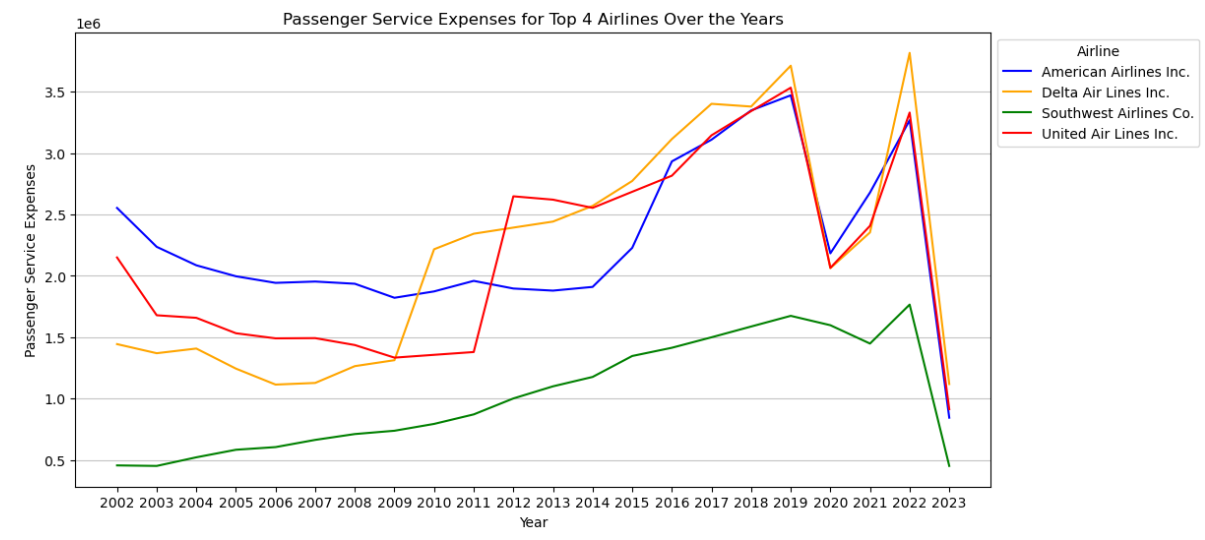 Passenger Service Expenses for Top 4 Airlines Over the Years
1e6
Passenger Service Expenses
3.5
3.0
2.5
2.0
1.5
1.0
0.5
2002 2003 2004 2005 2006 2007 2008 2009 2010 2011 2012 2013 2014 2015 2016 2017 2018 2019 2020 2021 2022 2023
Year
Airline
American Airlines Inc.
Delta Air Lines Inc.
Southwest Airlines Co.
United Air Lines Inc.